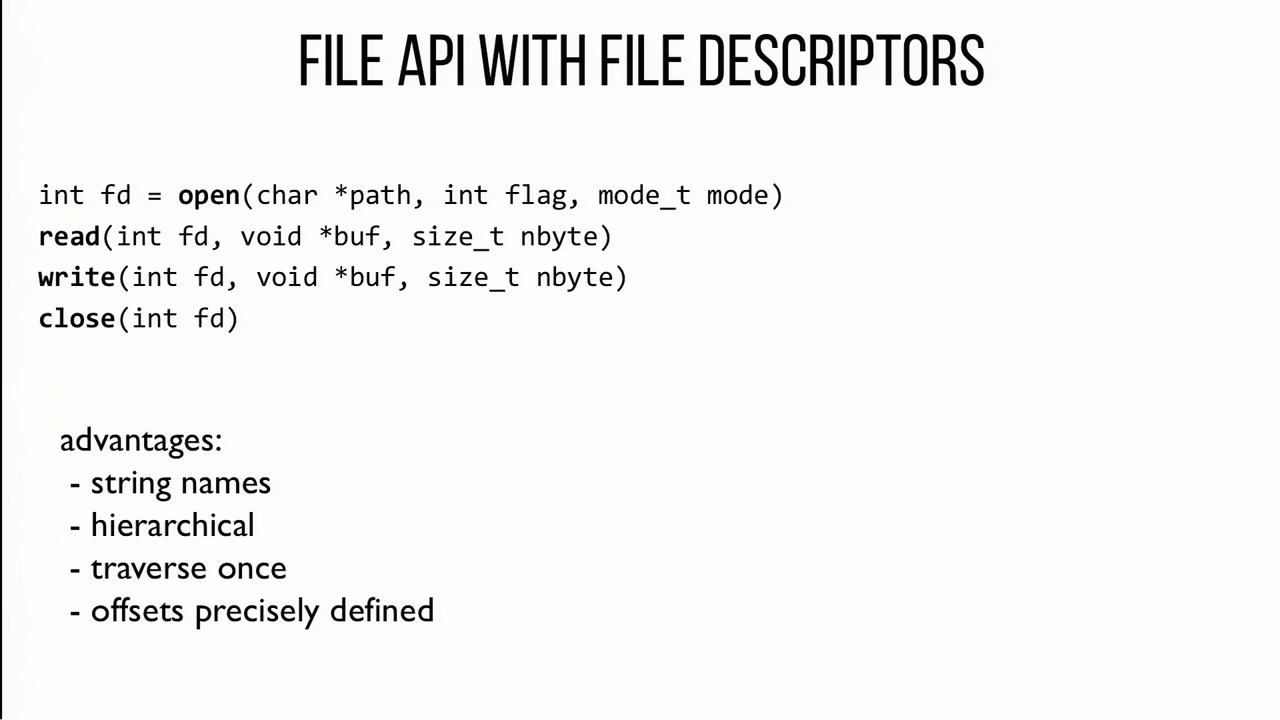 FILE API WITH FILE DESCRIPTORS
int fd = open(char *path, int flag, mode_t mode)
read(int fd, void *buf, size_t nbyte)
write(int fd, void *buf, size_t nbyte)
close(int fd)
advantages:
- string names
- hierarchical
- traverse once
- offsets precisely defined